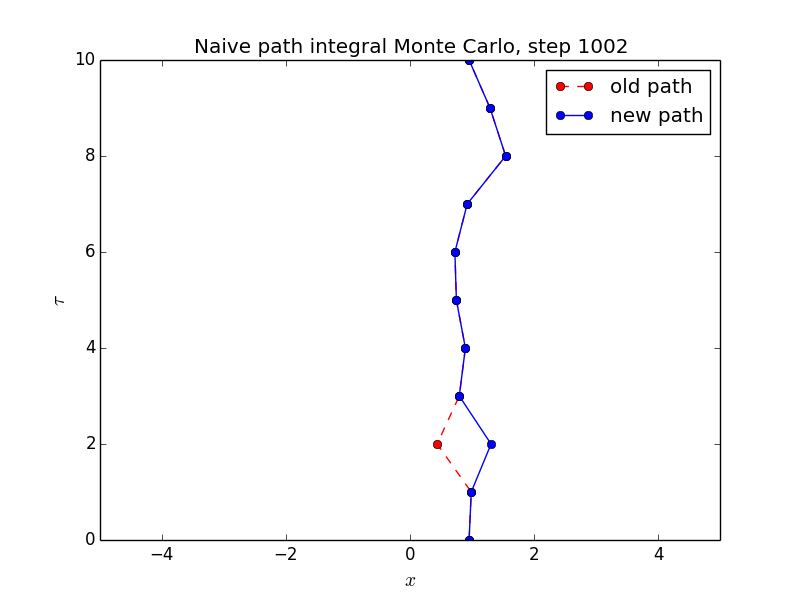 Naive path integral Monte Carlo, step 1002
10
old path
new path
8
6
τ
4
2
0
−4 −2 0 2 4
x